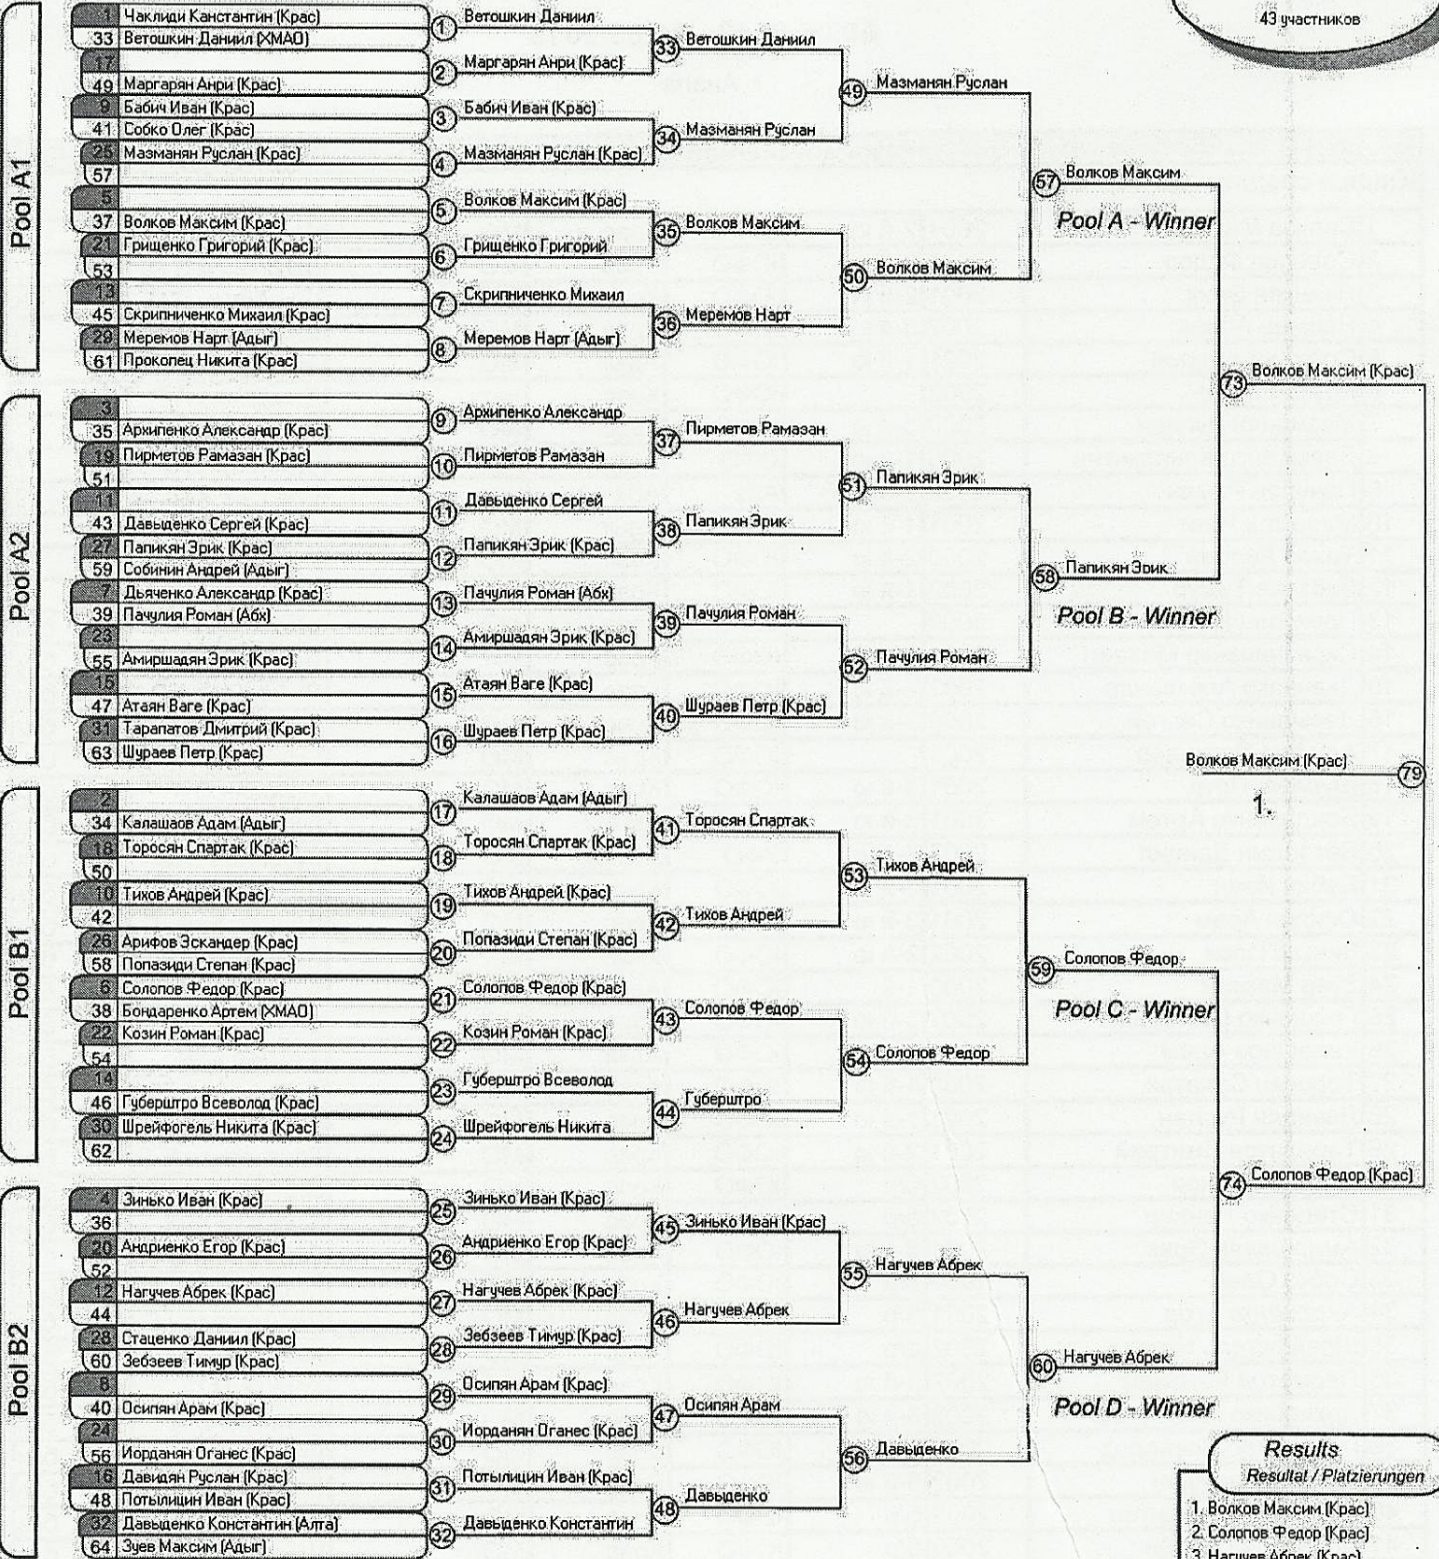 43 участников
Pool A1
1 Чаклиди Канстантин (Крас)
33 Ветошкин Даниил (ХМАО)
17
49 Маргарян Анри (Крас)
9 Бабич Иван (Крас)
41 Собко Олег (Крас)
25 Мазманян Руслан (Крас)
57
5
37 Волков Максим (Крас)
21 Грищенко Григорий (Крас)
53
13
45 Скрипниченко Михаил (Крас)
29 Меремов Нарт (Адыг)
61 Прокопец Никита (Крас)
1 Ветошкин Даниил
2 Маргарян Анри (Крас)
3 Бабич Иван (Крас)
4 Мазманян Руслан (Крас)
5 Волков Максим (Крас)
6 Грищенко Григорий
7 Скрипниченко Михаил
8 Меремов Нарт (Адыг)
33 Ветошкин Даниил
34 Мазманян Руслан
35 Волков Максим
36 Меремов Нарт
49 Мазманян Руслан
50 Волков Максим
57 Волков Максим
Pool A - Winner
Pool A2
3
35 Архипенко Александр (Крас)
19 Пирметов Рамазан (Крас)
51
11
43 Давыденко Сергей (Крас)
27 Папикян Эрик (Крас)
59 Собинин Андрей (Адыг)
7 Дьяченко Александр (Крас)
39 Пачулия Роман (Абх)
23
55 Амиршадян Эрик (Крас)
15
47 Атаян Ваге (Крас)
31 Тарапатов Дмитрий (Крас)
63 Шураев Петр (Крас)
9 Архипенко Александр
10 Пирметов Рамазан
11 Давыденко Сергей
12 Папикян Эрик (Крас)
13 Пачулия Роман (Абх)
14 Амиршадян Эрик (Крас)
15 Атаян Ваге (Крас)
16 Шураев Петр (Крас)
37 Пирметов Рамазан
38 Папикян Эрик
39 Пачулия Роман
40 Шураев Петр (Крас)
51 Папикян Эрик
52 Пачулия Роман
58 Папикян Эрик
Pool B - Winner
73 Волков Максим (Крас)
Волков Максим (Крас) 79
1.
Pool B1
2
34 Калашаов Адам (Адыг)
18 Торосян Спартак (Крас)
50
10 Тихов Андрей (Крас)
42
26 Арифов Эскандер (Крас)
58 Попазиди Степан (Крас)
6 Солопов Федор (Крас)
38 Бондаренко Артем (ХМАО)
22 Козин Роман (Крас)
54
14
46 Губерштро Всеволод (Крас)
30 Шрейфогель Никита (Крас)
62
17 Калашаов Адам (Адыг)
18 Торосян Спартак (Крас)
19 Тихов Андрей (Крас)
20 Попазиди Степан (Крас)
21 Солопов Федор (Крас)
22 Козин Роман (Крас)
23 Губерштро Всеволод
24 Шрейфогель Никита
41 Торосян Спартак
42 Тихов Андрей
43 Солопов Федор
44 Губерштро
53 Тихов Андрей
54 Солопов Федор
59 Солопов Федор
Pool C - Winner
Pool B2
4 Зинько Иван (Крас)
36
20 Андриенко Егор (Крас)
52
12 Нагучев Абрек (Крас)
44
28 Стаценко Даниил (Крас)
60 Зебзеев Тимур (Крас)
8
40 Осипян Арам (Крас)
24
56 Иорданян Оганес (Крас)
16 Давидян Руслан (Крас)
48 Потылицин Иван (Крас)
32 Давыденко Константин (Алта)
64 Зуев Максим (Адыг)
25 Зинько Иван (Крас)
26 Андриенко Егор (Крас)
27 Нагучев Абрек (Крас)
28 Зебзеев Тимур (Крас)
29 Осипян Арам (Крас)
30 Иорданян Оганес (Крас)
31 Потылицин Иван (Крас)
32 Давыденко Константин
45 Зинько Иван (Крас)
46 Нагучев Абрек
47 Осипян Арам
48 Давыденко
55 Нагучев Абрек
56 Давыденко
60 Нагучев Абрек
Pool D - Winner
74 Солопов Федор (Крас)
Results
Resultat / Platzierungen
1. Волков Максим (Крас)
2. Солопов Федор (Крас)
3. Нагучев Абрек (Крас)